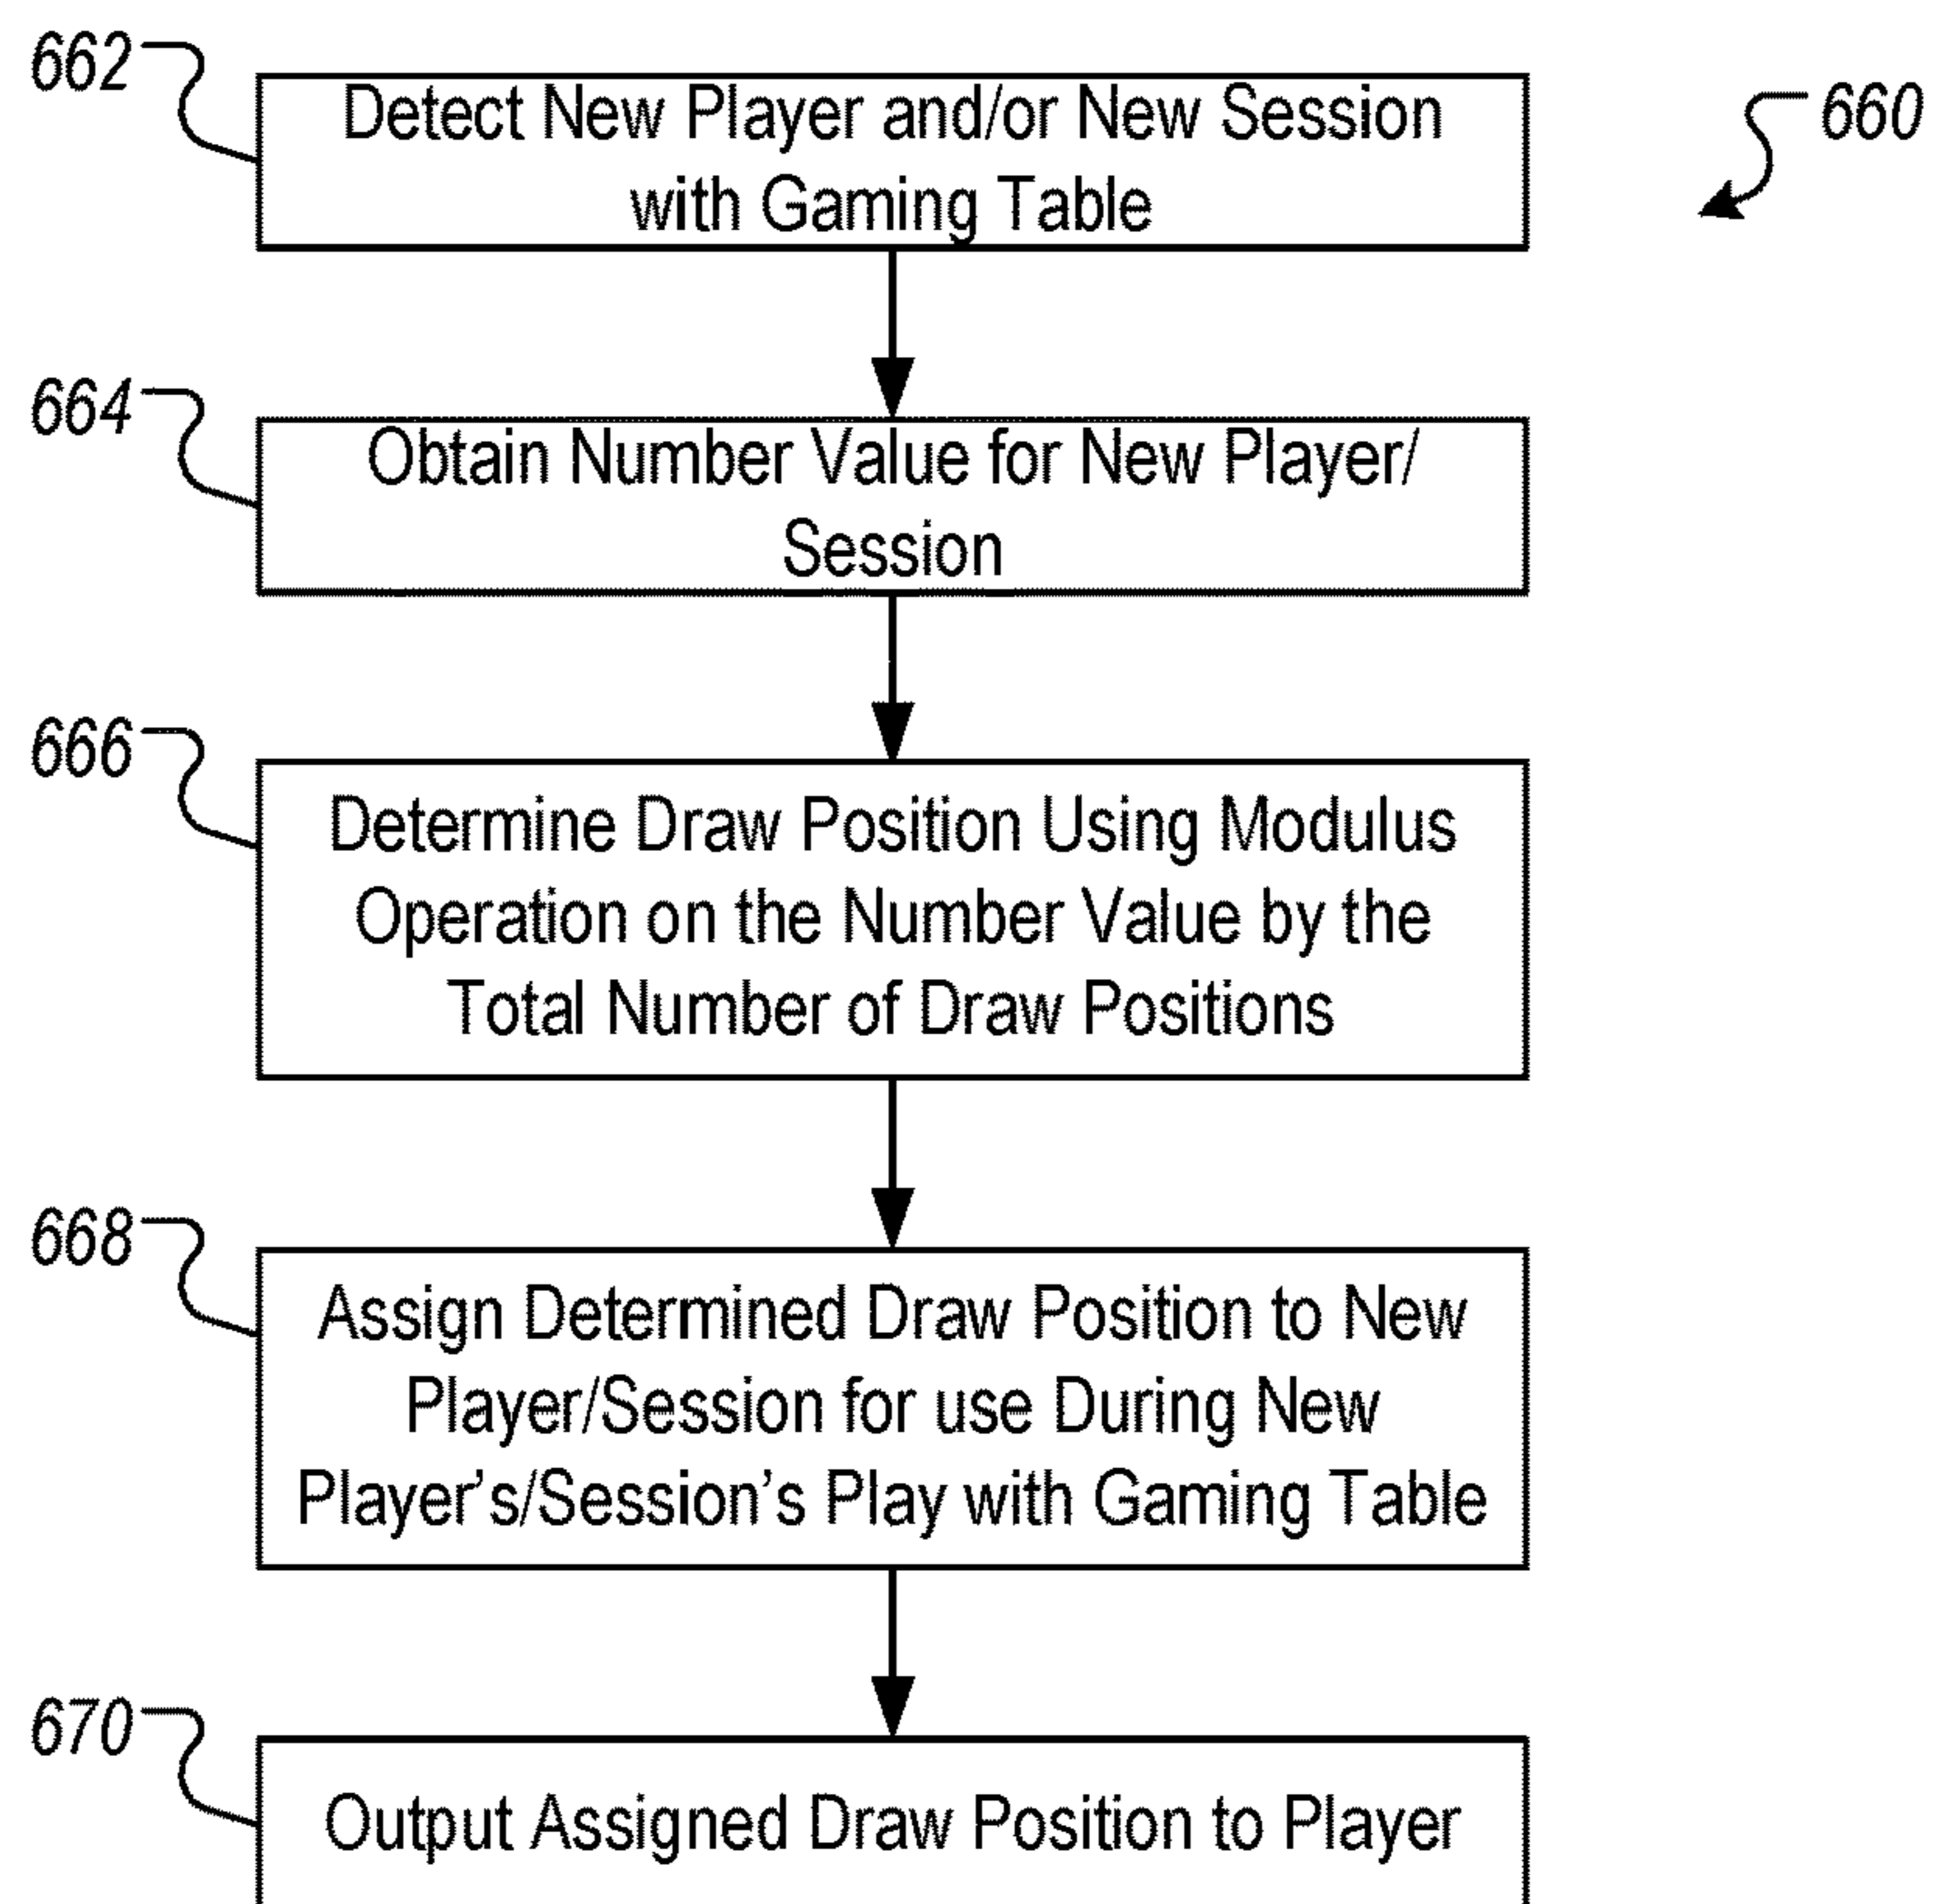 662
Detect New Player and/or New Session
with Gaming Table
660
664
Obtain Number Value for New Player/
Session
666
Determine Draw Position Using Modulus
Operation on the Number Value by the
Total Number of Draw Positions
668
Assign Determined Draw Position to New
Player/Session for use During New
Player's/Session's Play with Gaming Table
670
Output Assigned Draw Position to Player